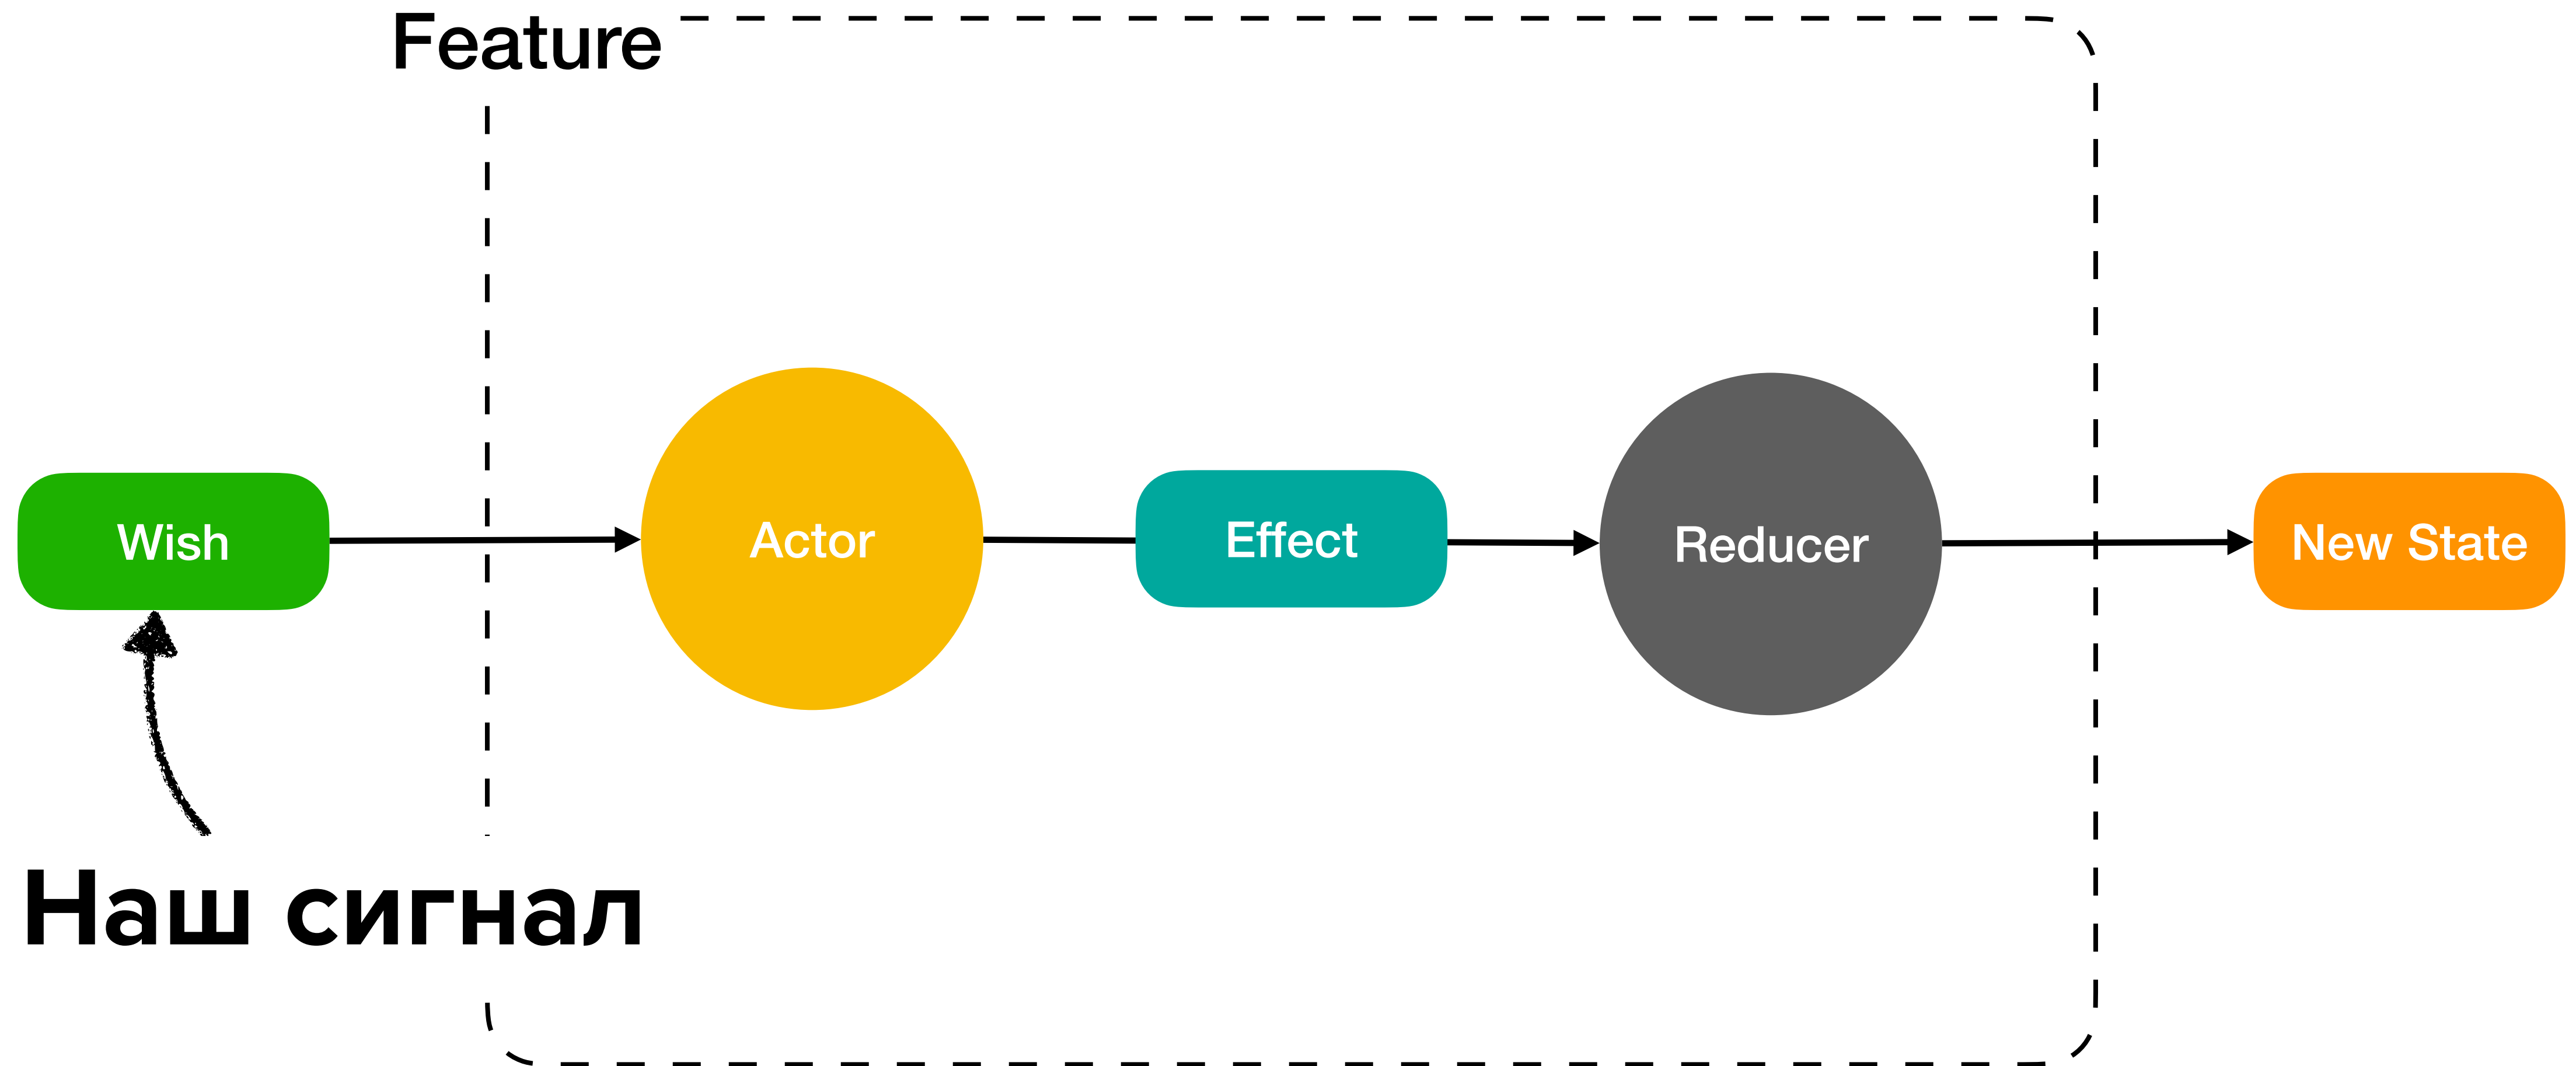 Feature
Wish
Actor
Effect
Reducer
New State
Наш сигнал